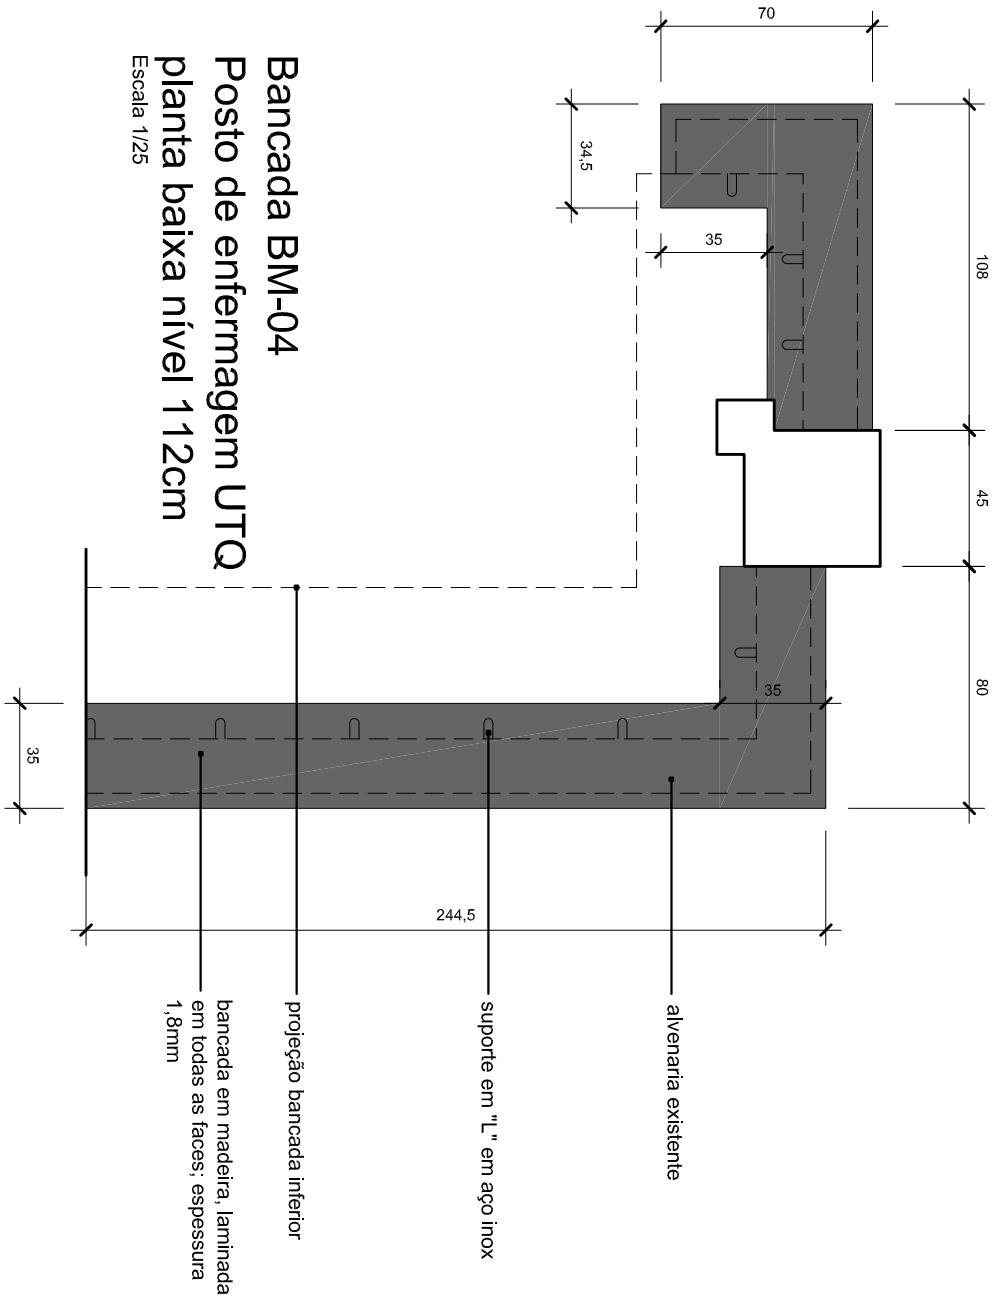 Bancada BM-04
Posto de enfermagem UTQ
planta baixa nível 112cm
Escala 1/25
70
34,5
35
108
45
80
35
35
244,5
alvenaria existente
suporte em "L" em aço inox
projeção bancada inferior
bancada em madeira, laminada
em todas as faces; espessura
1,8mm